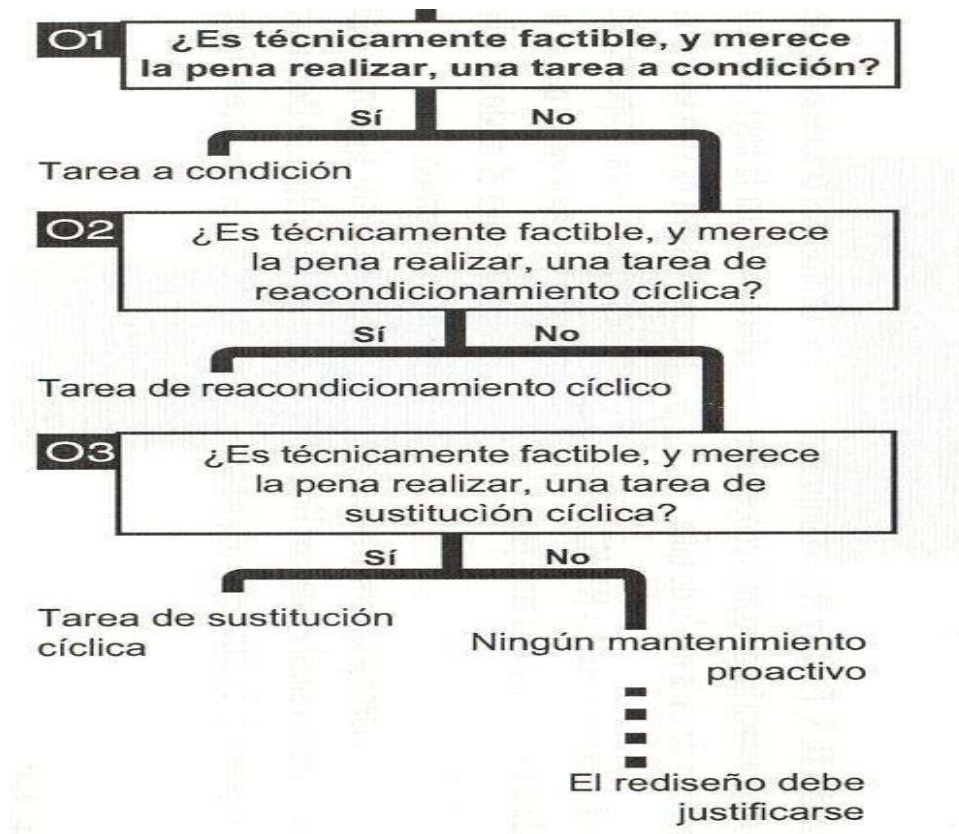 O1
¿Es técnicamente factible, y merece
la pena realizar, una tarea a condición?
Sí No
Tarea a condición
O2
¿Es técnicamente factible, y merece
la pena realizar, una tarea de
reacondicionamiento cíclica?
Sí No
Tarea de reacondicionamiento cíclico
O3
¿Es técnicamente factible, y merece
la pena realizar, una tarea de
sustitución cíclica?
Sí No
Tarea de sustitución
cíclica
Ningún mantenimiento
proactivo
El rediseño debe
justificarse